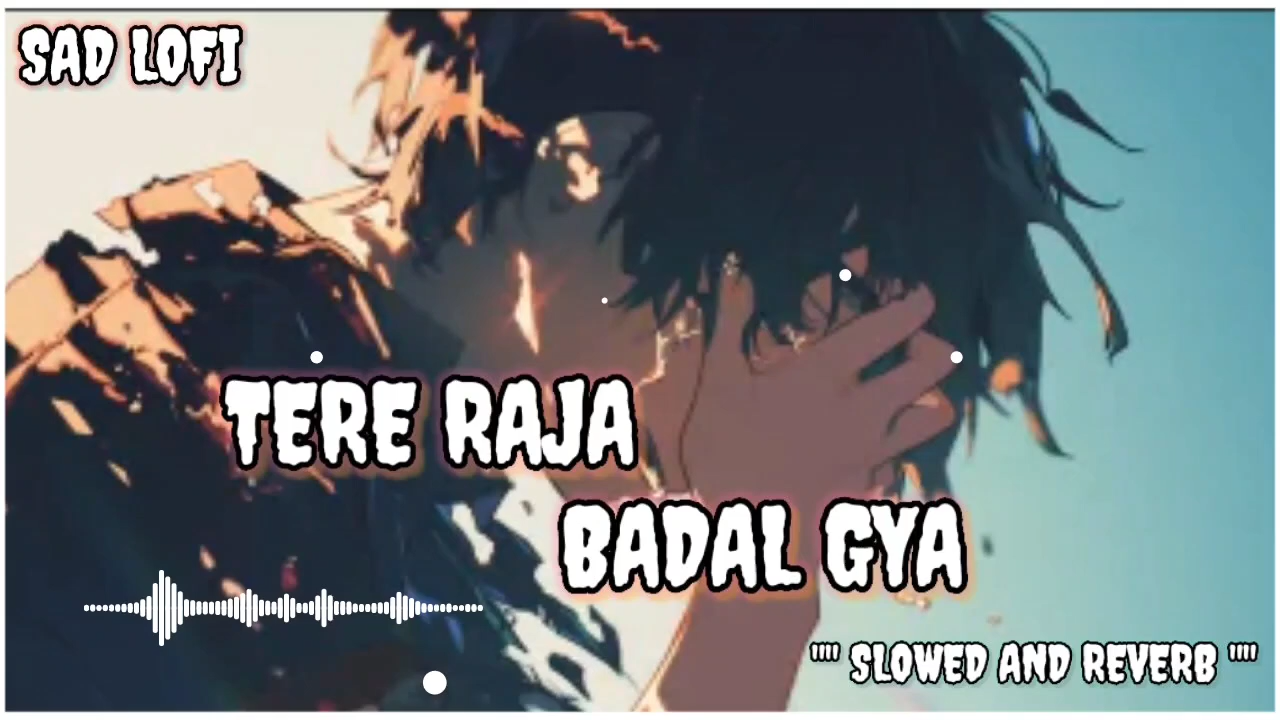 SAD LOFI
TERE RAJA
BADAL GYA
"" SLOWED AND REVERB ""